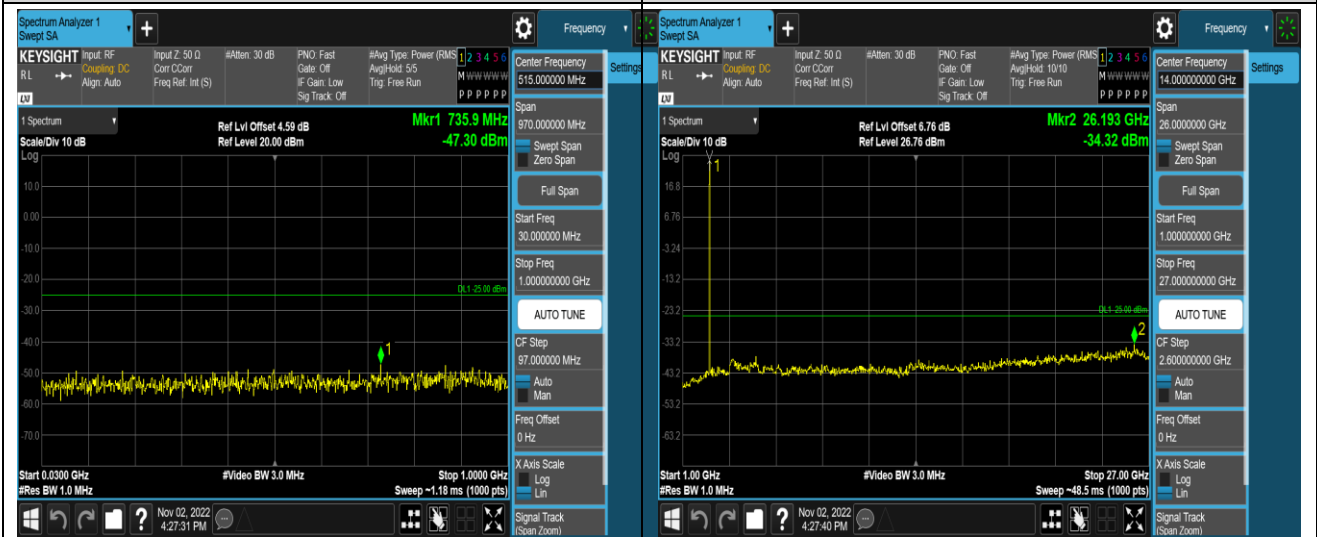 Spectrum Analyzer 1
Swept SA
+
Frequency
KEYSIGHT
RL
LXI
Input: RF
Coupling: DC
Align: Auto
Input Z: 50 Ω
Corr CCorr
Freq Ref: Int (S)
#Atten: 30 dB
PNO: Fast
Gate: Off
IF Gain: Low
Sig Track: Off
#Avg Type: Power (RMS
Avg|Hold: 5/5
Trig: Free Run
1 2 3 4 5 6
M W W W W W
P P P P P P
1 Spectrum
Scale/Div 10 dB
Log
Ref Lvl Offset 4.59 dB
Ref Level 20.00 dBm
Mkr1 735.9 MHz
-47.30 dBm
10.0
0.00
-10.0
-20.0
DL1 -25.00 dBm
-30.0
-40.0
1
-50.0
-60.0
-70.0
Start 0.0300 GHz
#Res BW 1.0 MHz
#Video BW 3.0 MHz
Stop 1.0000 GHz
Sweep ~1.18 ms (1000 pts)
Nov 02, 2022
4:27:31 PM
Center Frequency
515.000000 MHz
Settings
Span
970.000000 MHz
Swept Span
Zero Span
Full Span
Start Freq
30.000000 MHz
Stop Freq
1.000000000 GHz
AUTO TUNE
CF Step
97.000000 MHz
Auto
Man
Freq Offset
0 Hz
X Axis Scale
Log
Lin
Signal Track
(Span Zoom)
Spectrum Analyzer 1
Swept SA
+
Frequency
KEYSIGHT
RL
LXI
Input: RF
Coupling: DC
Align: Auto
Input Z: 50 Ω
Corr CCorr
Freq Ref: Int (S)
#Atten: 30 dB
PNO: Fast
Gate: Off
IF Gain: Low
Sig Track: Off
#Avg Type: Power (RMS
Avg|Hold: 10/10
Trig: Free Run
1 2 3 4 5 6
M W W W W W
P P P P P P
1 Spectrum
Scale/Div 10 dB
Log
Ref Lvl Offset 6.76 dB
Ref Level 26.76 dBm
Mkr2 26.193 GHz
-34.32 dBm
1
16.8
6.76
-3.24
-13.2
-23.2
DL1 -25.00 dBm
2
-33.2
-43.2
-53.2
-63.2
Start 1.00 GHz
#Res BW 1.0 MHz
#Video BW 3.0 MHz
Stop 27.00 GHz
Sweep ~48.5 ms (1000 pts)
Nov 02, 2022
4:27:40 PM
Center Frequency
14.000000000 GHz
Settings
Span
26.0000000 GHz
Swept Span
Zero Span
Full Span
Start Freq
1.000000000 GHz
Stop Freq
27.000000000 GHz
AUTO TUNE
CF Step
2.600000000 GHz
Auto
Man
Freq Offset
0 Hz
X Axis Scale
Log
Lin
Signal Track
(Span Zoom)